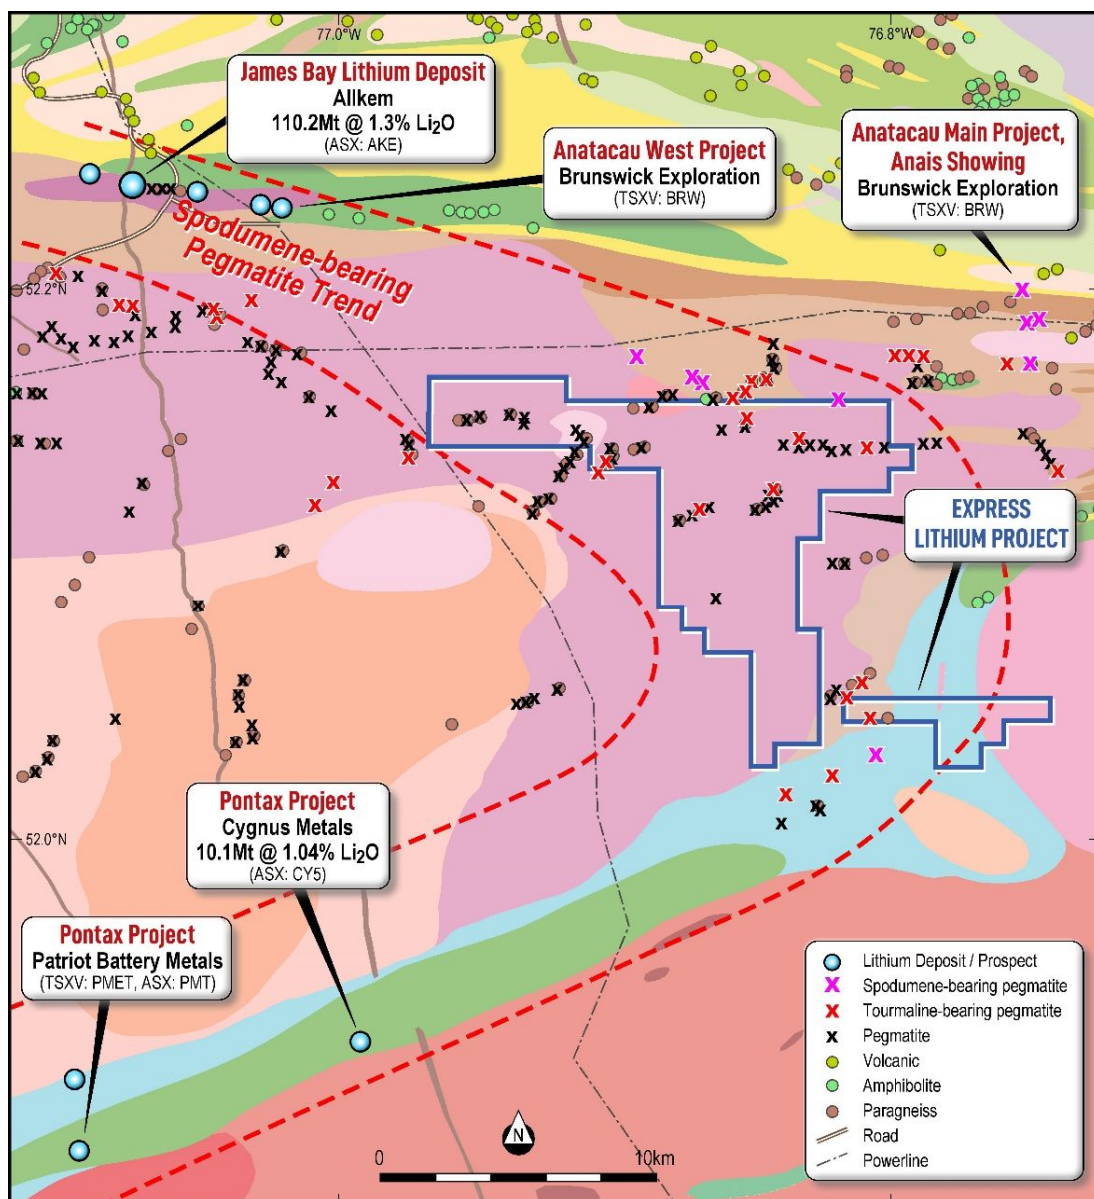 77.0°W
76.8°W
James Bay Lithium Deposit
Allkem
110.2Mt @ 1.3% Li₂O
(ASX: AKE)
Anatacau West Project
Brunswick Exploration
(TSXV: BRW)
Anatacau Main Project,
Anais Showing
Brunswick Exploration
(TSXV: BRW)
Spodumene-bearing
Pegmatite Trend
52.2°N
EXPRESS
LITHIUM PROJECT
Pontax Project
Cygnus Metals
10.1Mt @ 1.04% Li₂O
(ASX: CY5)
52.0°N
Pontax Project
Patriot Battery Metals
(TSXV: PMET, ASX: PMT)
Lithium Deposit / Prospect
Spodumene-bearing pegmatite
Tourmaline-bearing pegmatite
Pegmatite
Volcanic
Amphibolite
Paragneiss
Road
Powerline
N
0
10km